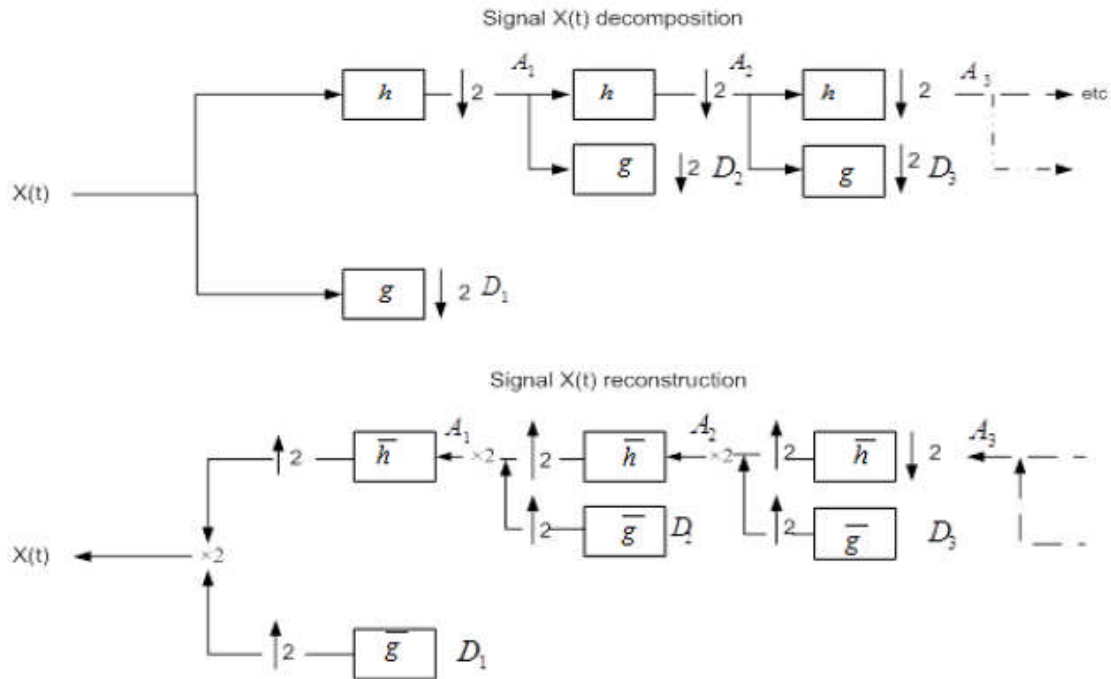 Signal X(t) decomposition
h ↓ 2 A₁ h ↓ 2 A₂ h ↓ 2 A₃ etc
g ↓ 2 D₂ g ↓ 2 D₃
X(t)
g ↓ 2 D₁
Signal X(t) reconstruction
↑ 2 h̅ A₁ ×2 ↑ 2 h̅ A₂ ×2 ↑ 2 h̅ ↓ 2 A₃
↑ 2 g̅ D₂ ↑ 2 g̅ D₃
X(t) ×2
↑ 2 g̅ D₁